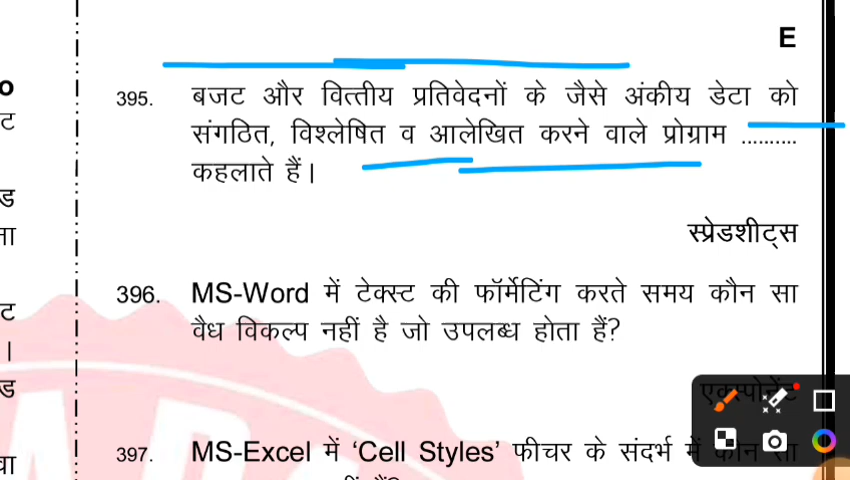 E
o
395. बजट और वित्तीय प्रतिवेदनों के जैसे अंकीय डेटा को
ट
संगठित, विश्लेषित व आलेखित करने वाले प्रोग्राम ..........
कहलाते हैं।
ड
ना
स्प्रेडशीट्स
396. MS-Word में टेक्स्ट की फॉर्मेटिंग करते समय कौन सा
ट
वैध विकल्प नहीं है जो उपलब्ध होता हैं?
।
ड
एक्स्पोनेंट
397. MS-Excel में ‘Cell Styles’ फीचर के संदर्भ में कौन सा
वा